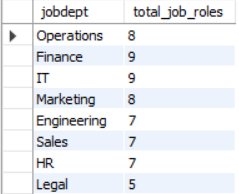 jobdept total_job_roles
Operations 8
Finance 9
IT 9
Marketing 8
Engineering 7
Sales 7
HR 7
Legal 5